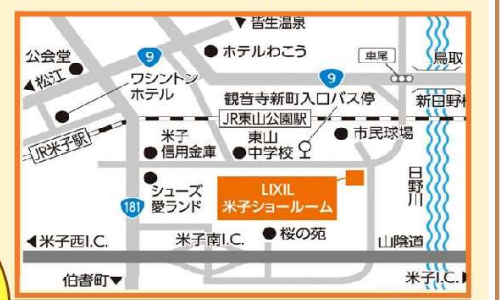 ▼皆生温泉
公会堂
9
ホテルわこう
車尾
鳥取
◀松江
ワシントン
ホテル
9
観音寺新町入口バス停
新日野橋
JR東山公園駅
JR米子駅
米子
信用金庫
東山
中学校
市民球場
シューズ
愛ランド
LIXIL
米子ショールーム
日野川
181
◀米子西I.C.
米子南I.C.
桜の苑
山陰道
伯耆町▼
米子I.C.